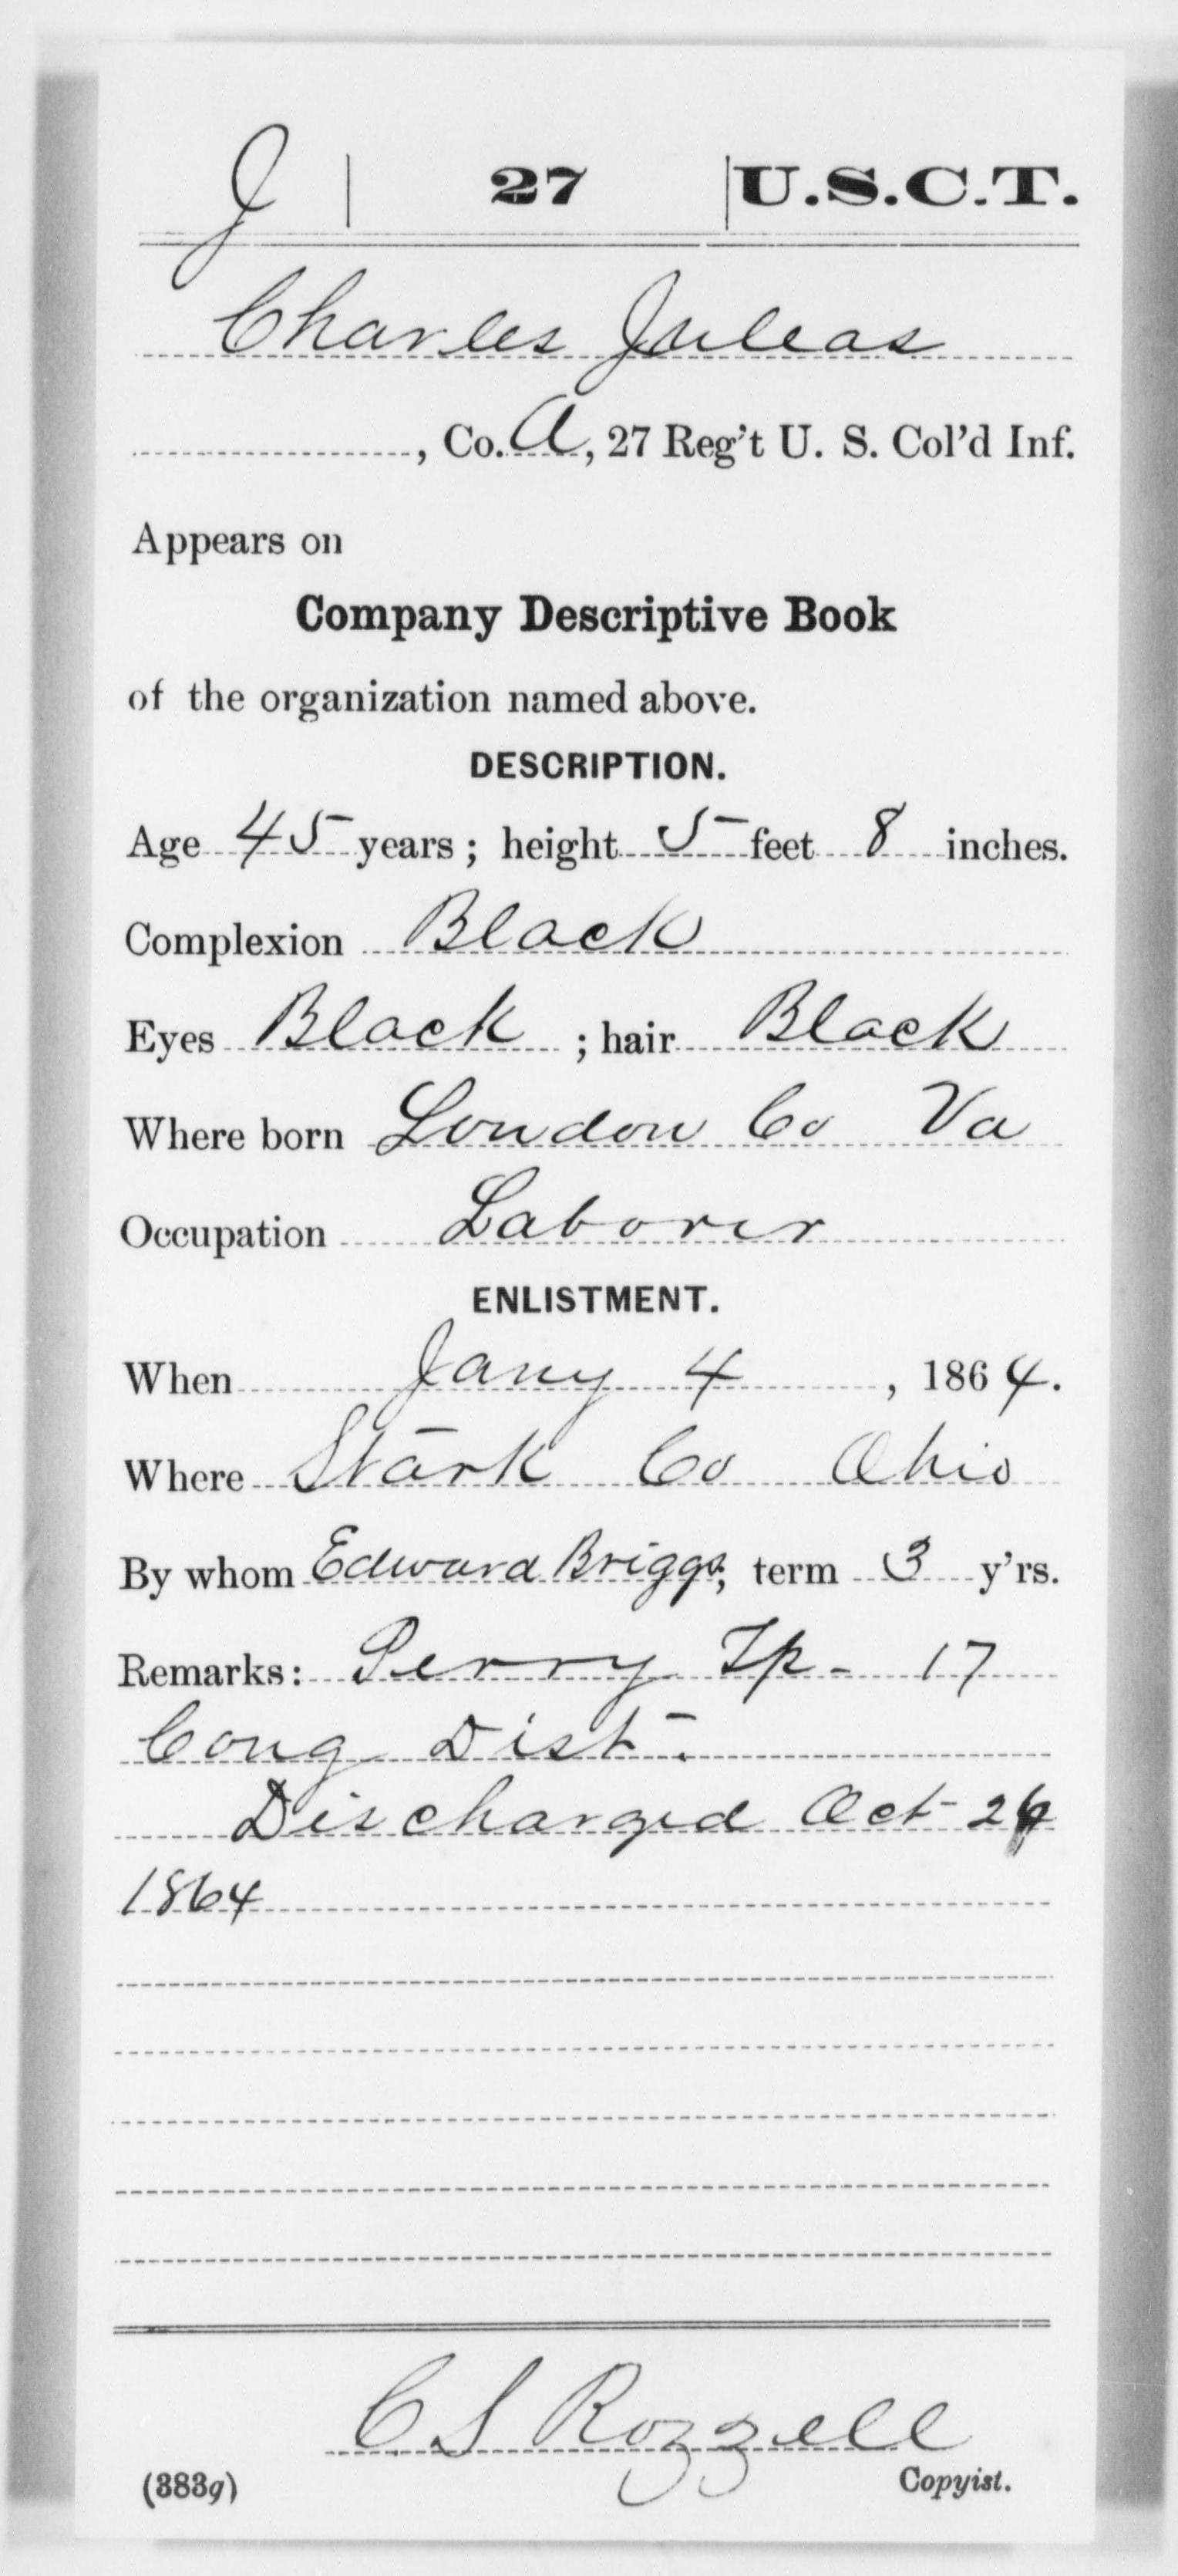 J | 27 | U.S.C.T.
Charles Juleas
, Co. A, 27 Reg't U. S. Col'd Inf.
Appears on
Company Descriptive Book
of the organization named above.
DESCRIPTION.
Age 45 years; height 5 feet 8 inches.
Complexion Black
Eyes Black ; hair Black
Where born London Co Va
Occupation Laborer
ENLISTMENT.
When Jany 4 , 1864.
Where Stark Co Ohio
By whom Edward Briggs, term 3 y'rs.
Remarks: Perry Tp - 17
Cong Dist.
Discharged Oct
1864
C S Rozzell
(383g) Copyist.